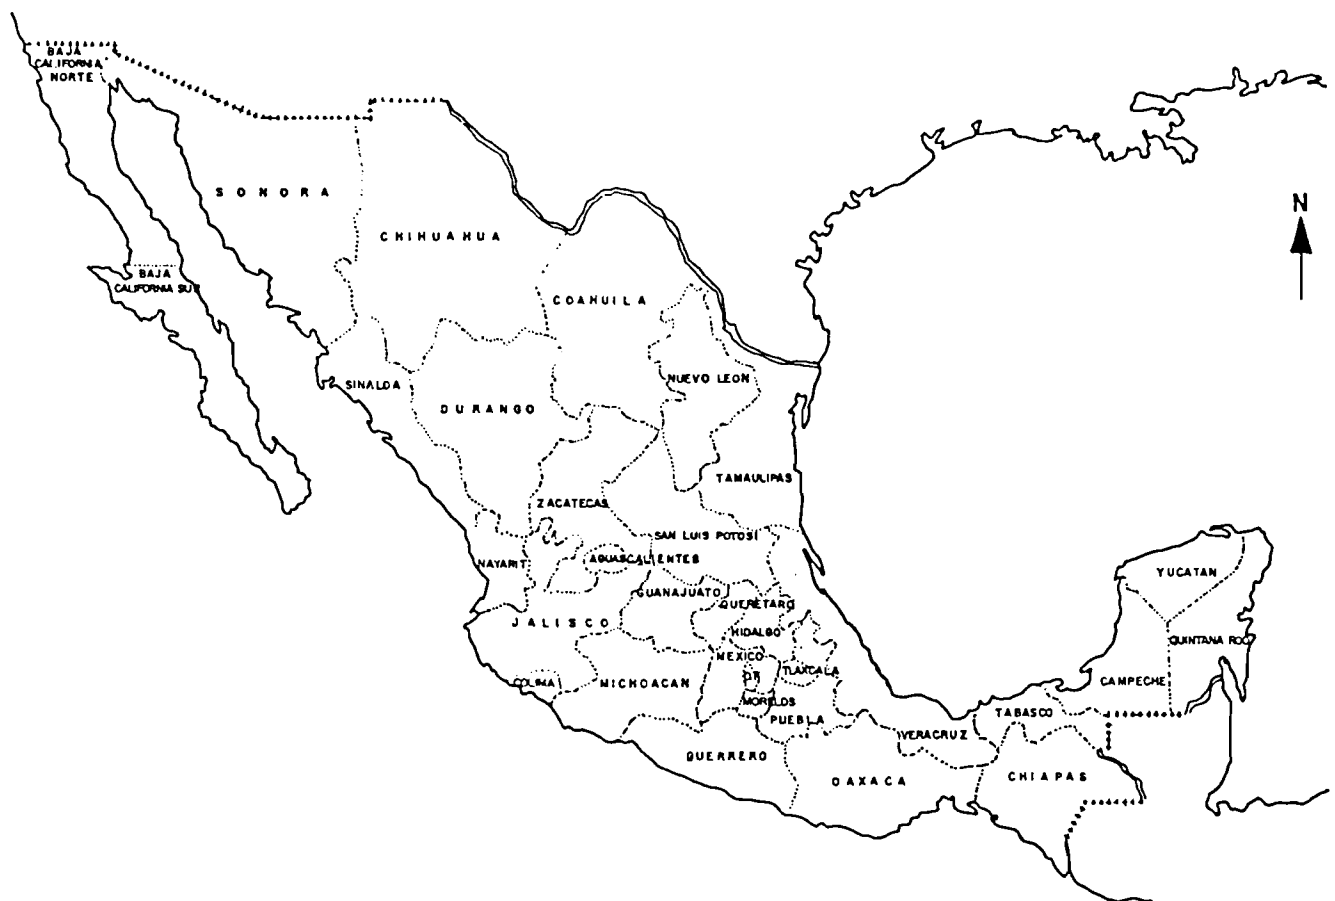 BAJA
CALIFORNIA
NORTE
SONORA
N
CHIHUAHUA
BAJA
CALIFORNIA SUR
COAHUILA
SINALOA
NUEVO LEON
DURANGO
TAMAULIPAS
ZACATECAS
SAN LUIS POTOSI
NAYARIT
AGUASCALIENTES
YUCATAN
GUANAJUATO
QUERETARO
JALISCO
HIDALGO
QUINTANA ROO
MEXICO
TLAXCALA
D.F.
COLIMA
MICHOACAN
CAMPECHE
MORELOS
TABASCO
PUEBLA
VERACRUZ
GUERRERO
OAXACA
CHIAPAS